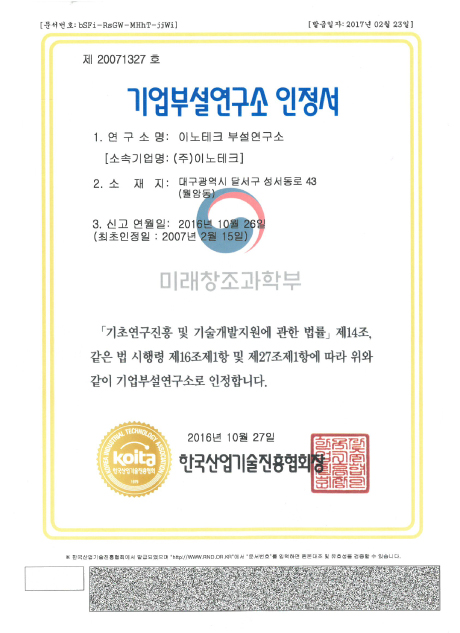 [문서번호: bSFi-RsGW-MHhT-jjWi] [발급일자: 2017년 02월 23일]
제 20071327 호
기업부설연구소 인정서
1. 연 구 소 명: 이노테크 부설연구소
[소속기업명: (주)이노테크]
2. 소 재 지: 대구광역시 달서구 성서동로 43
(월암동)
3. 신고 연월일: 2016년 10월 26일
(최초인정일 : 2007년 2월 15일)
미래창조과학부
「기초연구진흥 및 기술개발지원에 관한 법률」 제14조,
같은 법 시행령 제16조제1항 및 제27조제1항에 따라 위와
같이 기업부설연구소로 인정합니다.
2016년 10월 27일
한국산업기술진흥협회장
KOREA INDUSTRIAL TECHNOLOGY ASSOCIATION
koita
한국산업기술진흥협회
※ 한국산업기술진흥협회에서 발급되었으며 "http://WWW.RND.OR.KR"에서 "문서번호"를 입력하면 원본대조 및 유효성을 검증할 수 있습니다.